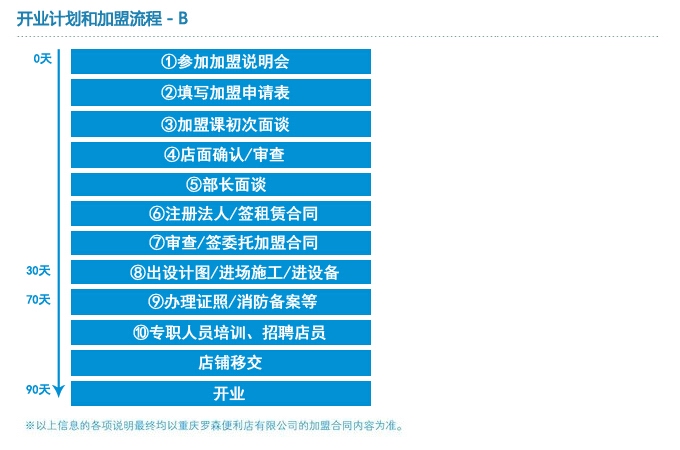 开业计划和加盟流程 - B
0天
①参加加盟说明会
②填写加盟申请表
③加盟课初次面谈
④店面确认/审查
⑤部长面谈
⑥注册法人/签租赁合同
⑦审查/签委托加盟合同
30天
⑧出设计图/进场施工/进设备
70天
⑨办理证照/消防备案等
⑩专职人员培训、招聘店员
店铺移交
90天
开业
※以上信息的各项说明最终均以重庆罗森便利店有限公司的加盟合同内容为准。